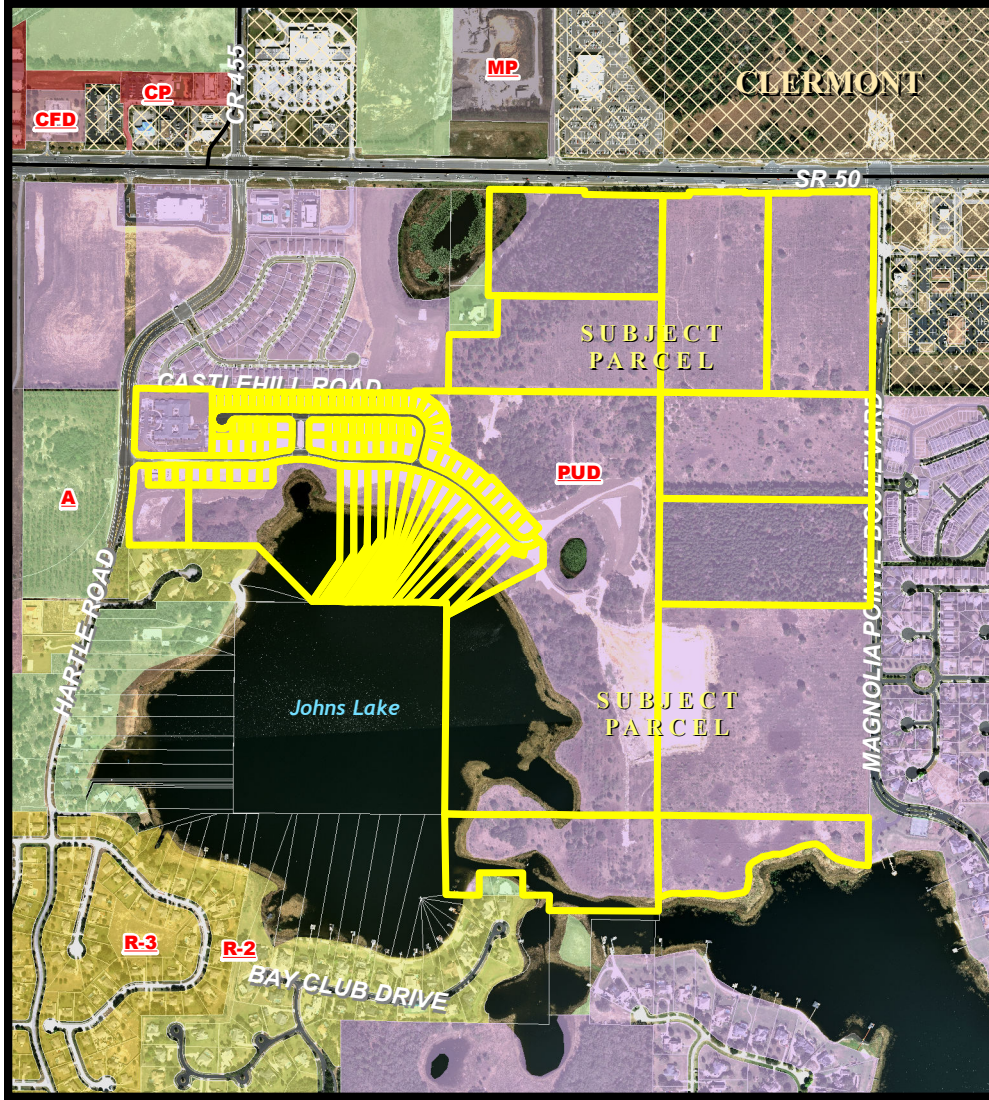 MP
CLERMONT
CP
CR 455
CFD
SR 50
SUBJECT
PARCEL
CASTLEHILL ROAD
PUD
A
MAGNOLIA POINTE BOULEVARD
HARTLE ROAD
Johns Lake
SUBJECT
PARCEL
R-3
R-2
BAY CLUB DRIVE